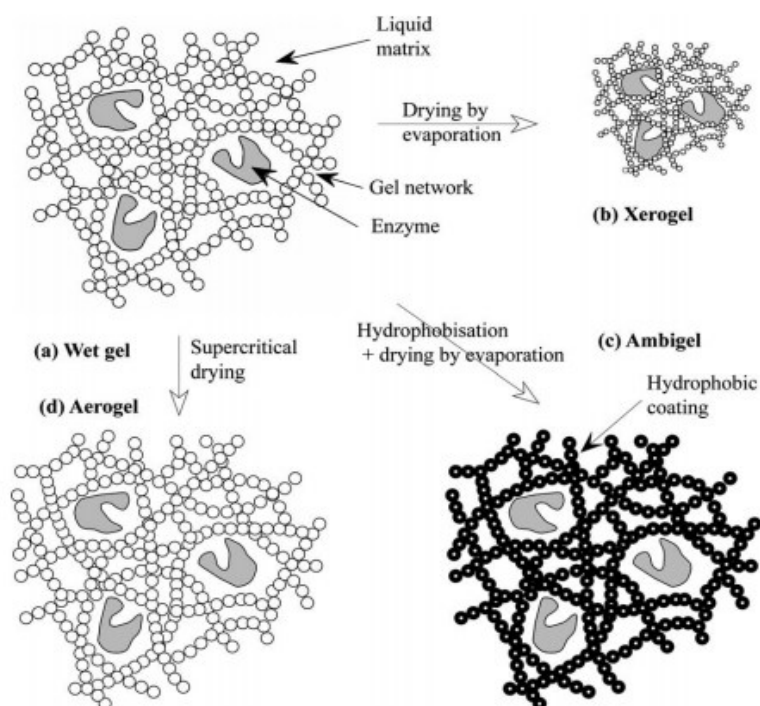 Liquid
matrix
Drying by
evaporation
Gel network
Enzyme
(b) Xerogel
(a) Wet gel
Supercritical
drying
Hydrophobisation
+ drying by evaporation
(c) Ambigel
(d) Aerogel
Hydrophobic
coating